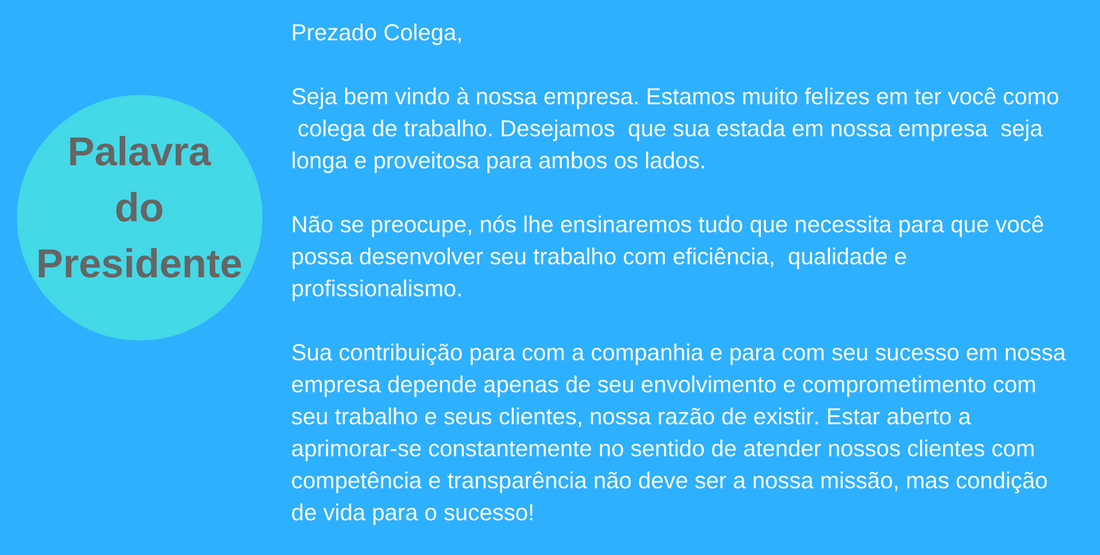 Palavra
do
Presidente
Prezado Colega,
Seja bem vindo à nossa empresa. Estamos muito felizes em ter você como
colega de trabalho. Desejamos  que sua estada em nossa empresa  seja
longa e proveitosa para ambos os lados.
Não se preocupe, nós lhe ensinaremos tudo que necessita para que você
possa desenvolver seu trabalho com eficiência,  qualidade e
profissionalismo.
Sua contribuição para com a companhia e para com seu sucesso em nossa
empresa depende apenas de seu envolvimento e comprometimento com
seu trabalho e seus clientes, nossa razão de existir. Estar aberto a
aprimorar-se constantemente no sentido de atender nossos clientes com
competência e transparência não deve ser a nossa missão, mas condição
de vida para o sucesso!